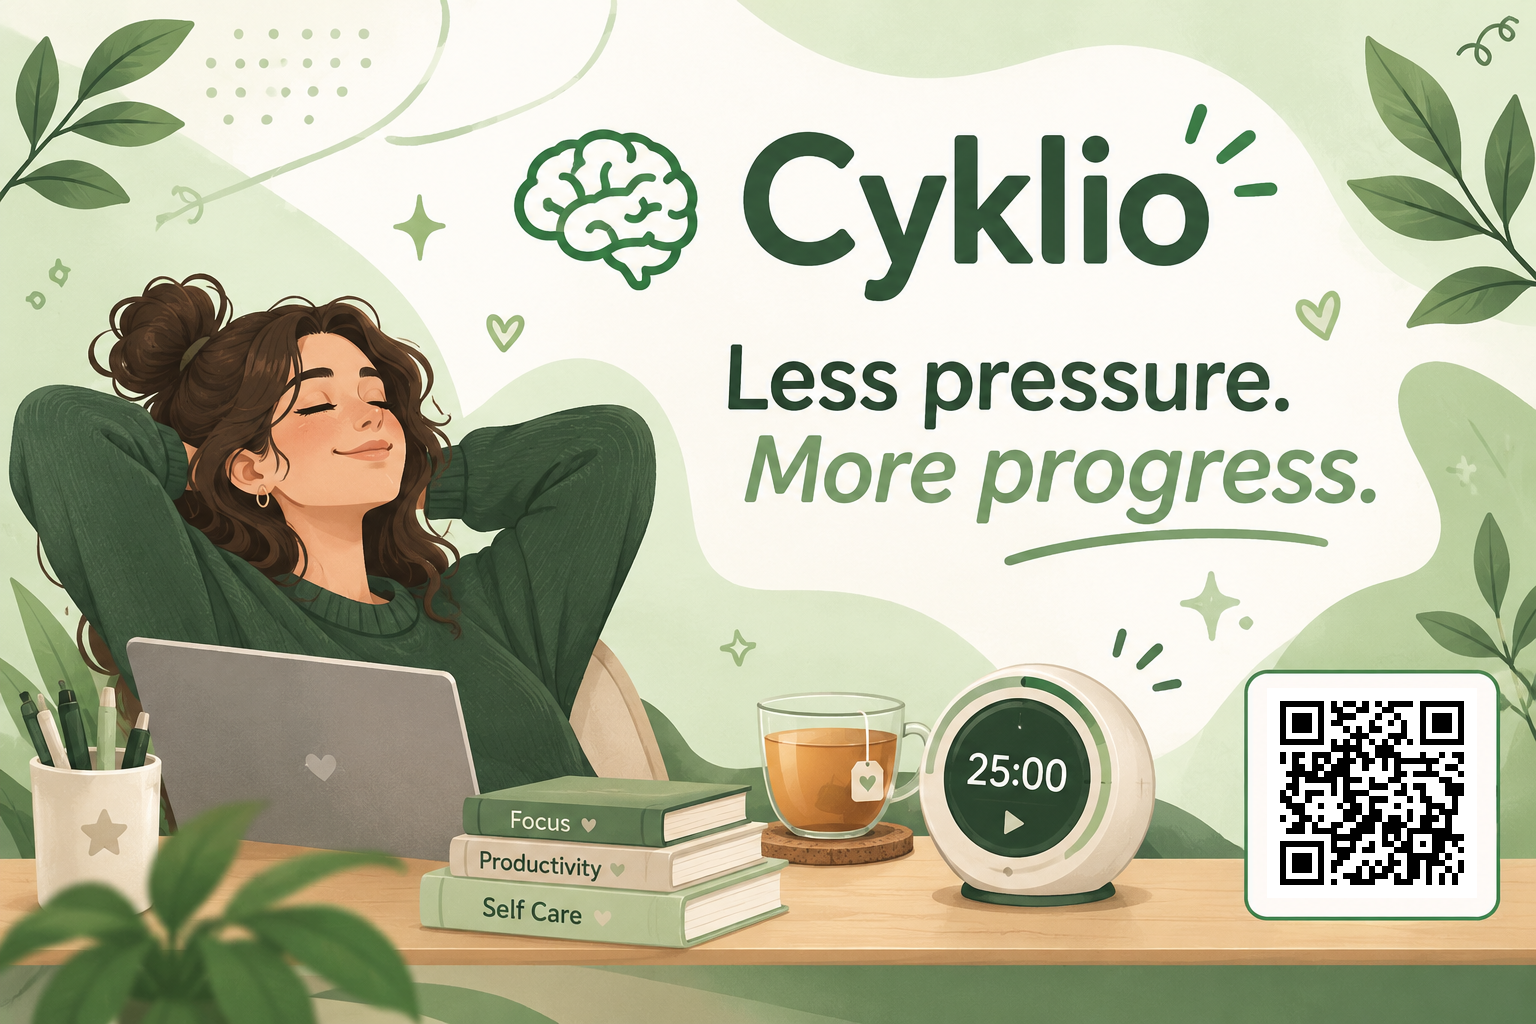 Cyklio
Less pressure.
More progress.
25:00
Focus
Productivity
Self Care